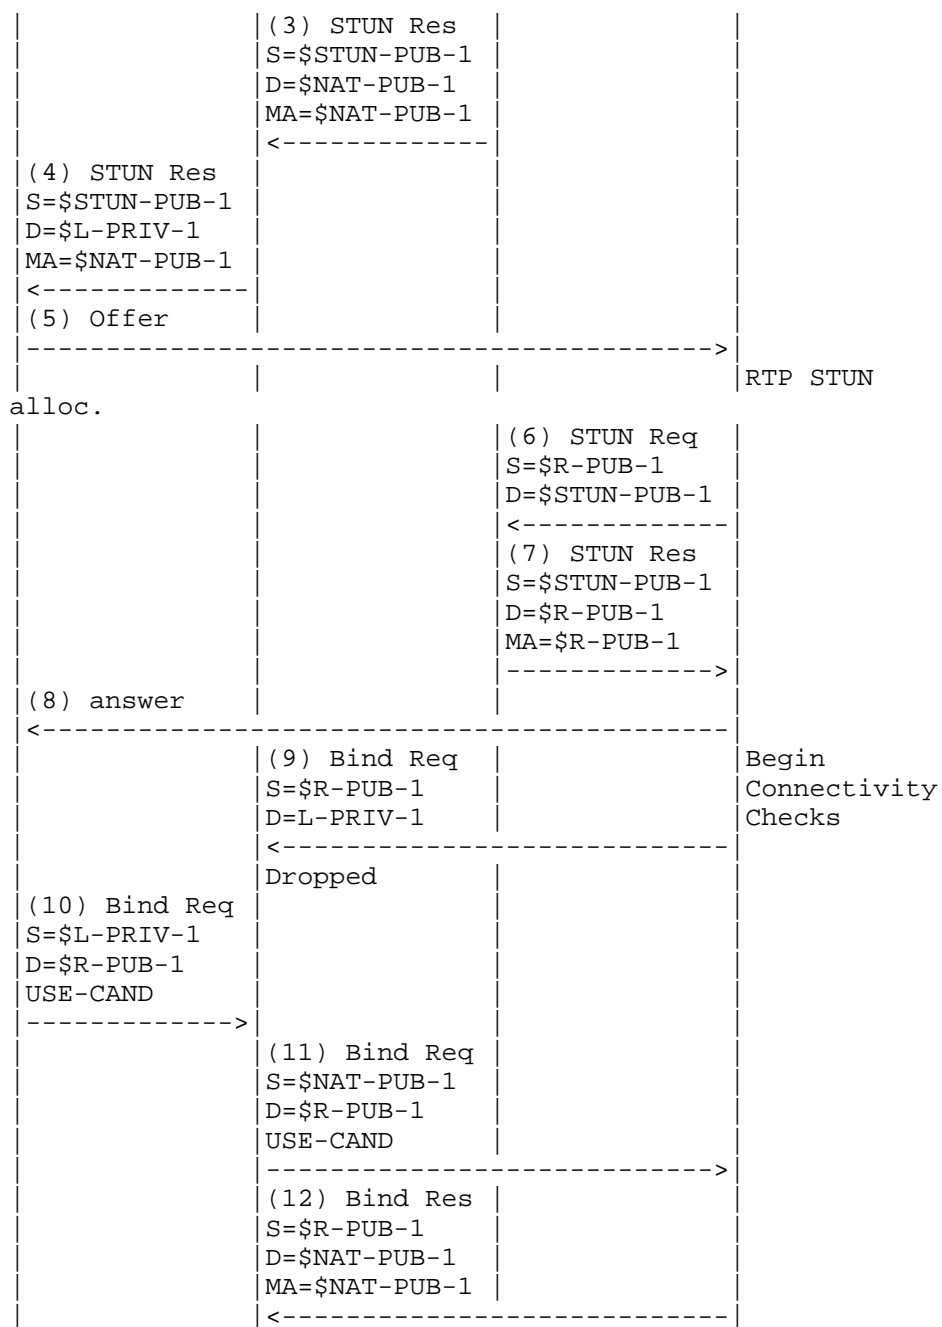 (3) STUN Res
S=$STUN-PUB-1
D=$NAT-PUB-1
MA=$NAT-PUB-1
<-------------
(4) STUN Res
S=$STUN-PUB-1
D=$L-PRIV-1
MA=$NAT-PUB-1
<-------------
(5) Offer
------------------------------------------->
RTP STUN
alloc.
(6) STUN Req
S=$R-PUB-1
D=$STUN-PUB-1
<-------------
(7) STUN Res
S=$STUN-PUB-1
D=$R-PUB-1
MA=$R-PUB-1
------------->
(8) answer
<-------------------------------------------
(9) Bind Req Begin
S=$R-PUB-1 Connectivity
D=L-PRIV-1 Checks
<----------------------------
Dropped
(10) Bind Req
S=$L-PRIV-1
D=$R-PUB-1
USE-CAND
------------->
(11) Bind Req
S=$NAT-PUB-1
D=$R-PUB-1
USE-CAND
---------------------------->
(12) Bind Res
S=$R-PUB-1
D=$NAT-PUB-1
MA=$NAT-PUB-1
<----------------------------